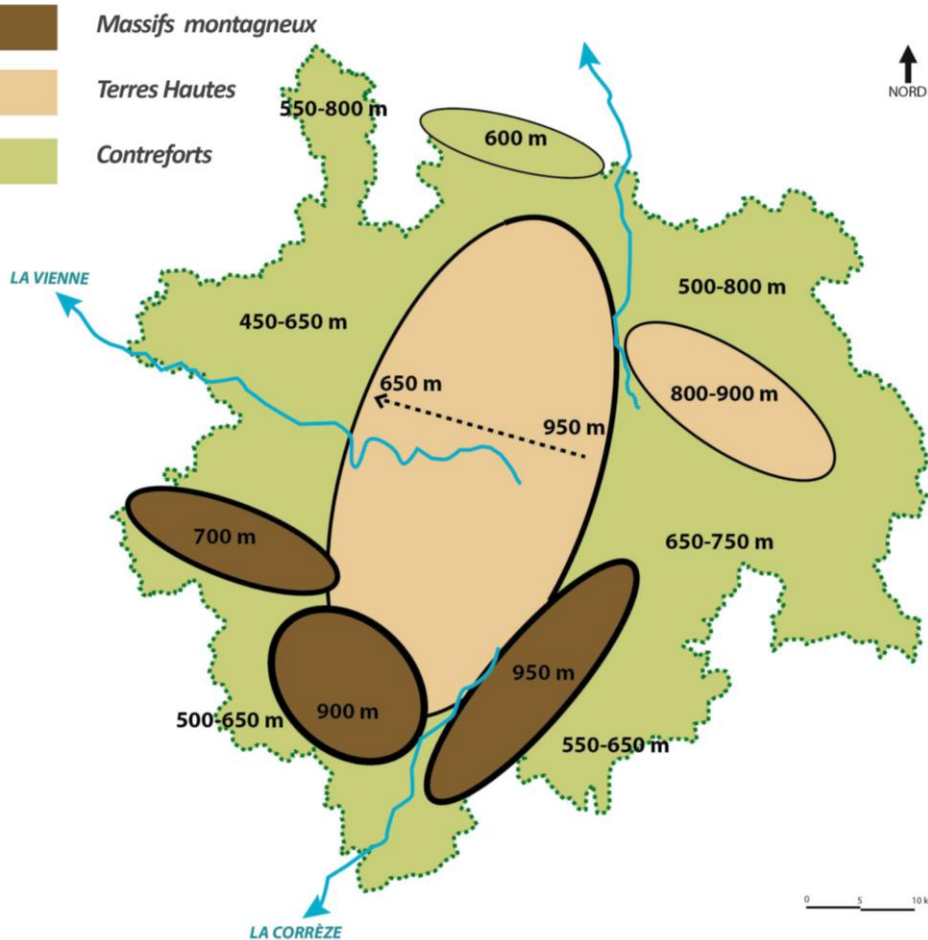 Massifs montagneux
Terres Hautes
Contreforts
NORD
550-800 m
600 m
LA VIENNE
500-800 m
450-650 m
650 m
800-900 m
950 m
700 m
650-750 m
950 m
900 m
500-650 m
550-650 m
0 5 10 k
LA CORRÈZE